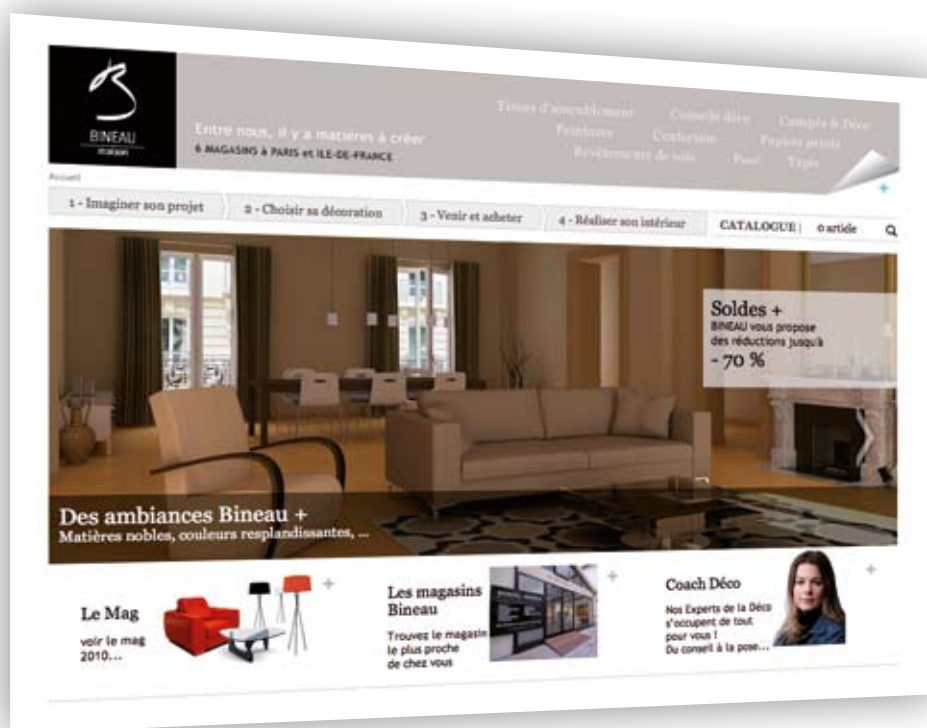 BINEAU
maison
Entre nous, il y a matières à créer
6 MAGASINS à PARIS et ILE-DE-FRANCE
Tissus d'ameublement Conseils déco Canapés & Déco
Peintures Confection Papiers peints
Revêtements de sols Pose Tapis
Accueil
1 - Imaginer son projet
2 - Choisir sa décoration
3 - Venir et acheter
4 - Réaliser son intérieur
CATALOGUE | 0 article
Soldes +
BINEAU vous propose
des réductions jusqu'à
- 70 %
Des ambiances Bineau +
Matières nobles, couleurs resplandissantes, ...
Le Mag
voir le mag
2010...
Les magasins
Bineau
Trouvez le magasin
le plus proche
de chez vous
Coach Déco
Nos Experts de la Déco
s'occupent de tout
pour vous !
Du conseil à la pose...